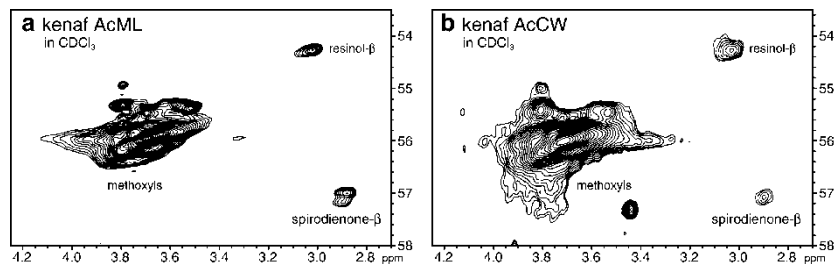 a kenaf AcML
in CDCl₃
resinol-β
methoxyls
spirodienone-β
4.2 4.0 3.8 3.6 3.4 3.2 3.0 2.8 ppm
54
55
56
57
58
b kenaf AcCW
in CDCl₃
resinol-β
methoxyls
spirodienone-β
4.2 4.0 3.8 3.6 3.4 3.2 3.0 2.8 ppm
54
55
56
57
58